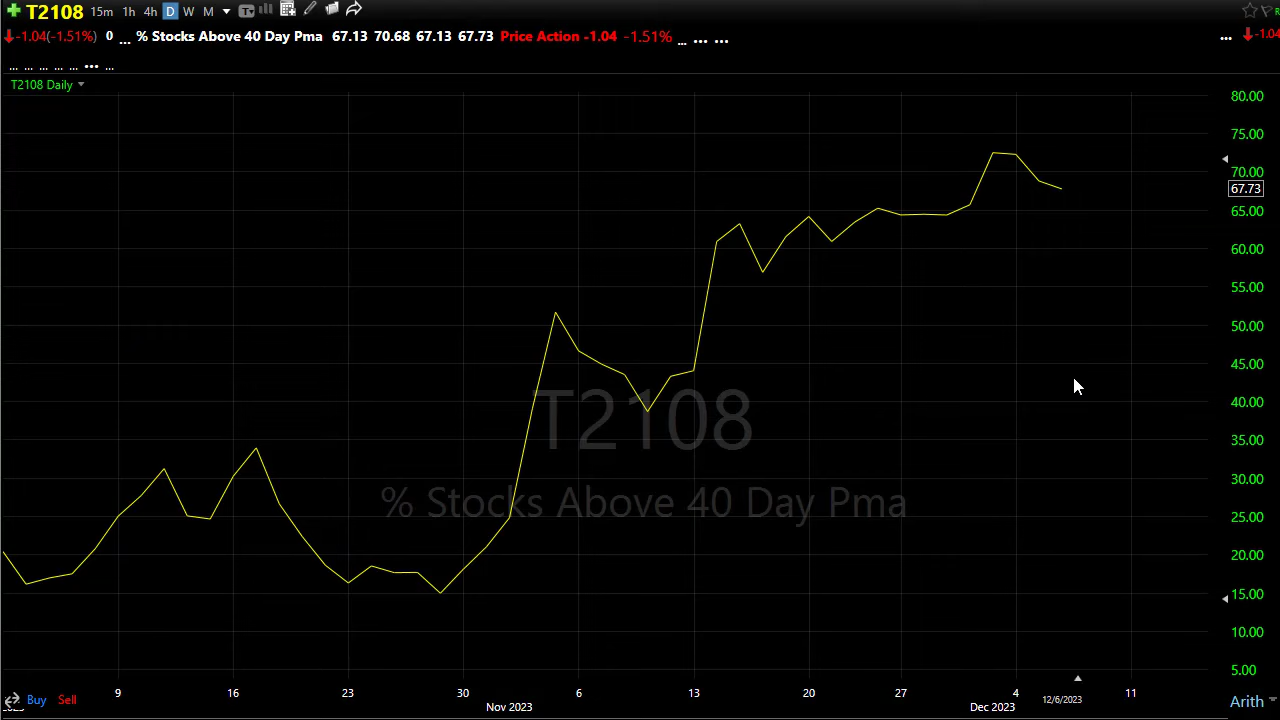 T2108 15m 1h 4h D W M
-1.04(-1.51%) 0 ... % Stocks Above 40 Day Pma 67.13 70.68 67.13 67.73 Price Action -1.04 -1.51% ... ... ... ... -1.04
... ... ... ... ... ... ...
T2108 Daily
80.00
75.00
70.00
67.73
65.00
60.00
55.00
50.00
45.00
40.00
35.00
30.00
25.00
20.00
15.00
10.00
5.00
T2108
% Stocks Above 40 Day Pma
9 16 23 30 6 13 20 27 4 11
Buy Sell
Nov 2023 Dec 2023 12/6/2023
Arith